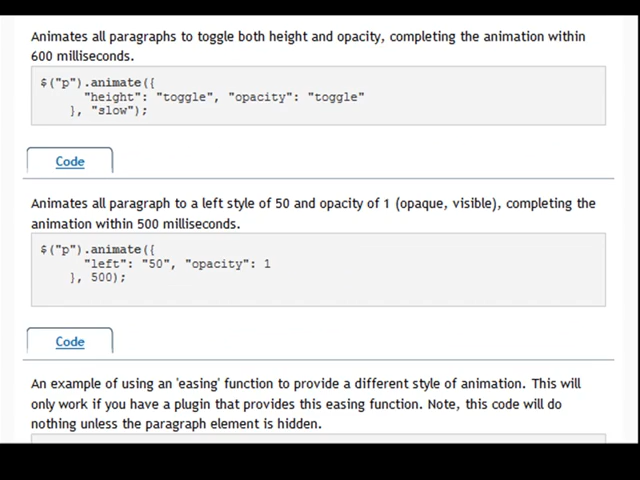 Animates all paragraphs to toggle both height and opacity, completing the animation within
600 milliseconds.
$("p").animate({
"height": "toggle", "opacity": "toggle"
}, "slow");
Code
Animates all paragraph to a left style of 50 and opacity of 1 (opaque, visible), completing the
animation within 500 milliseconds.
$("p").animate({
"left": "50", "opacity": 1
}, 500);
Code
An example of using an 'easing' function to provide a different style of animation. This will
only work if you have a plugin that provides this easing function. Note, this code will do
nothing unless the paragraph element is hidden.